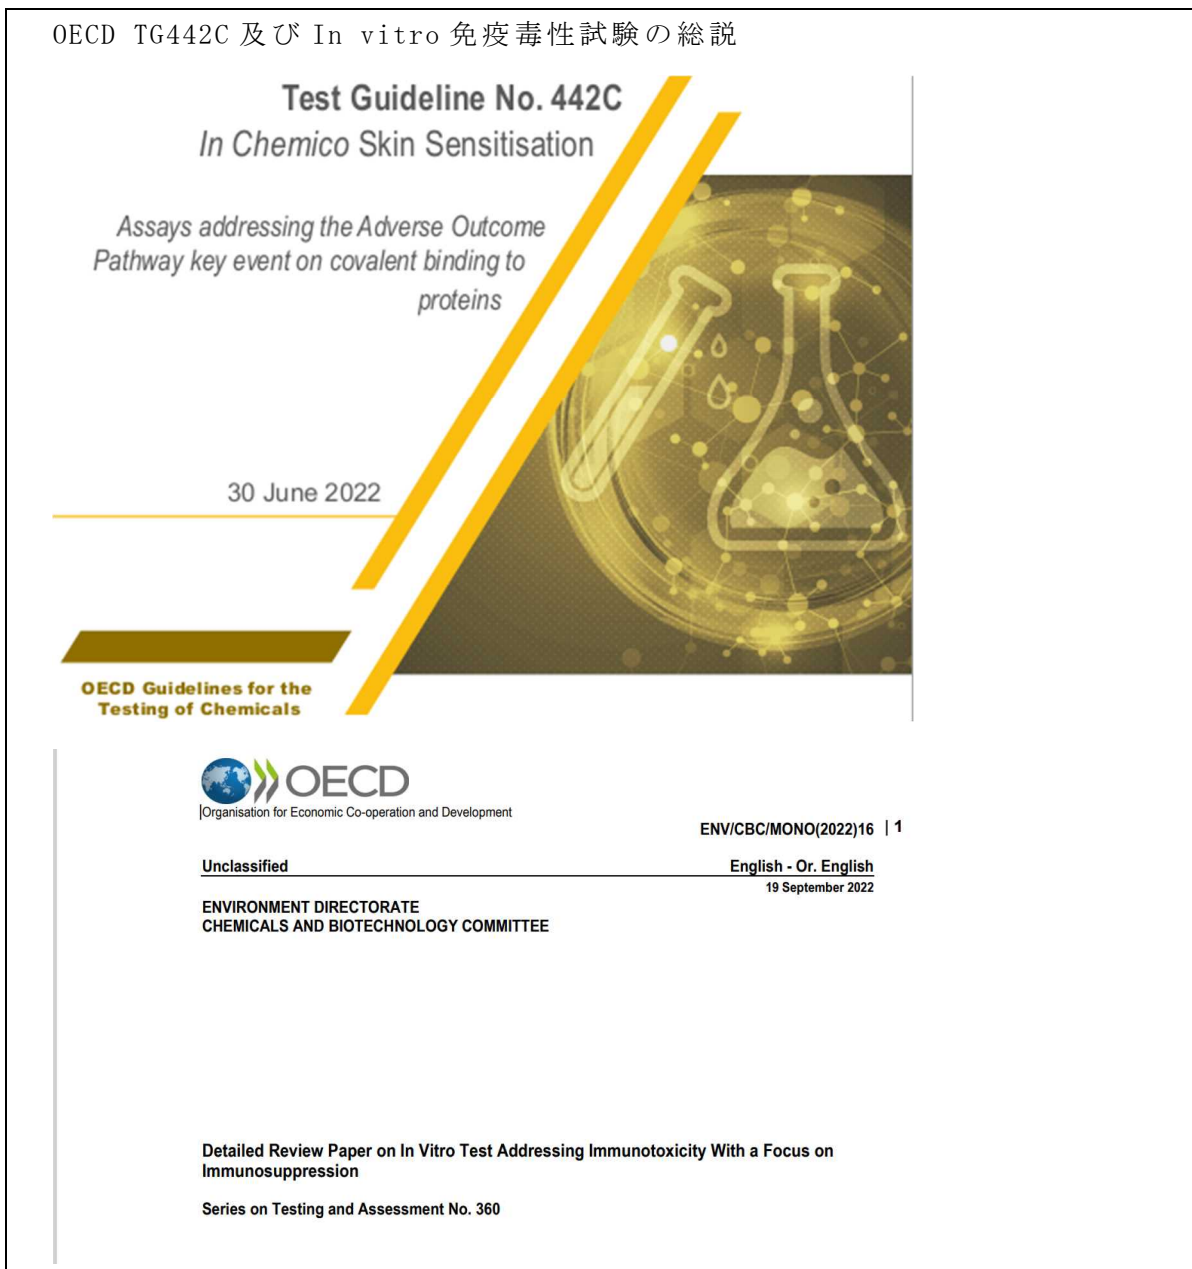 OECD TG442C 及び In vitro 免疫毒性試験の総説
Test Guideline No. 442C
In Chemico Skin Sensitisation
Assays addressing the Adverse Outcome
Pathway key event on covalent binding to
proteins
30 June 2022
OECD Guidelines for the
Testing of Chemicals
OECD
Organisation for Economic Co-operation and Development
ENV/CBC/MONO(2022)16 | 1
Unclassified English - Or. English
19 September 2022
ENVIRONMENT DIRECTORATE
CHEMICALS AND BIOTECHNOLOGY COMMITTEE
Detailed Review Paper on In Vitro Test Addressing Immunotoxicity With a Focus on
Immunosuppression
Series on Testing and Assessment No. 360